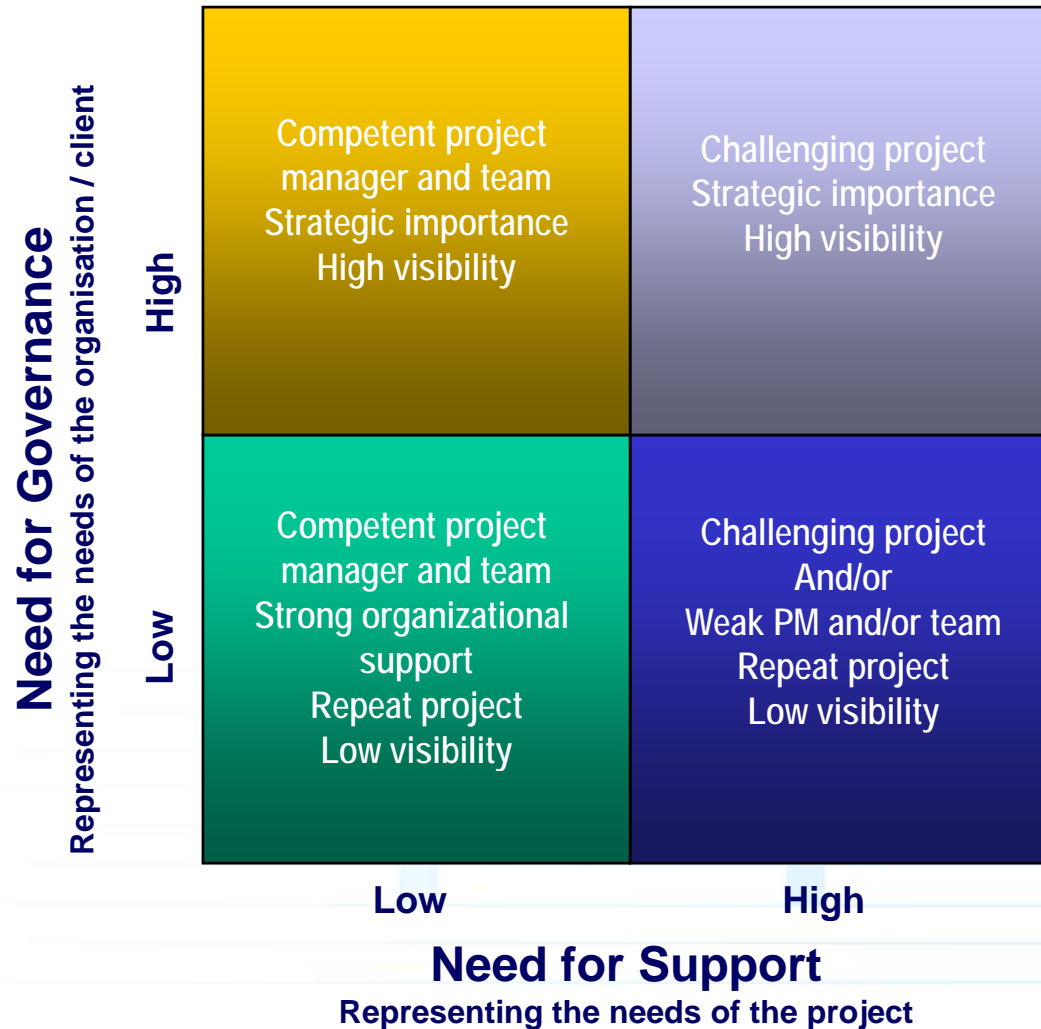 Need for Governance
Representing the needs of the organisation / client
High
Low
Competent project
manager and team
Strategic importance
High visibility
Challenging project
Strategic importance
High visibility
Competent project
manager and team
Strong organizational
support
Repeat project
Low visibility
Challenging project
And/or
Weak PM and/or team
Repeat project
Low visibility
Low
High
Need for Support
Representing the needs of the project